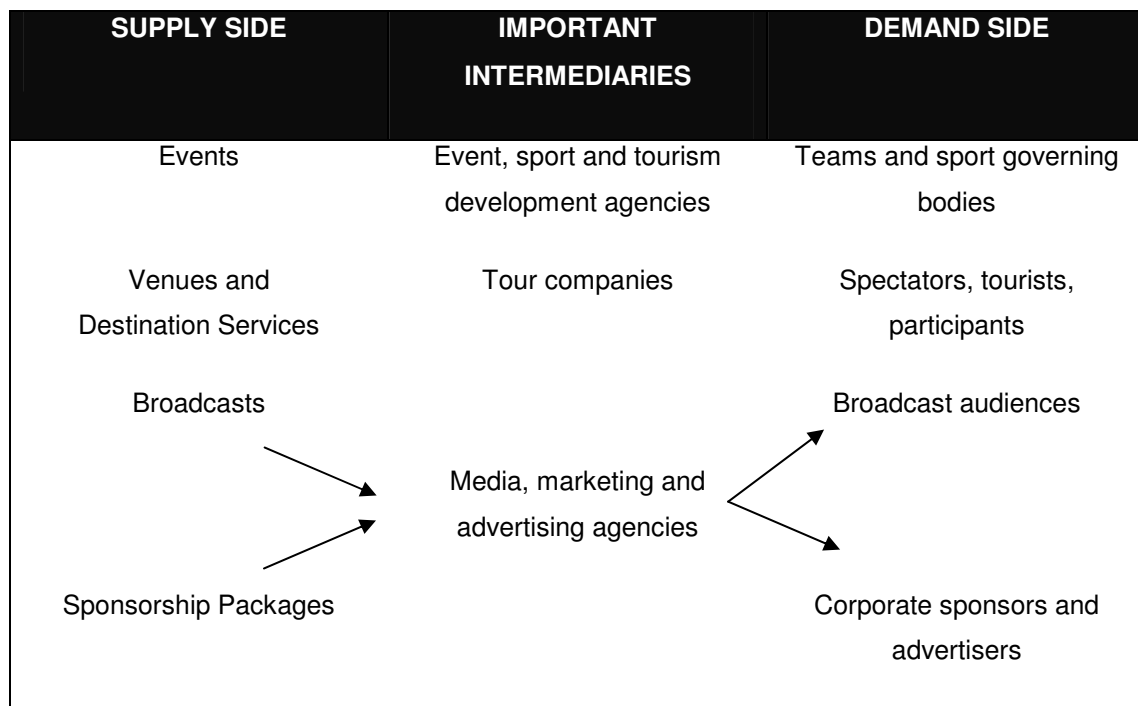 SUPPLY SIDE
IMPORTANT
INTERMEDIARIES
DEMAND SIDE
Events
Event, sport and tourism
development agencies
Teams and sport governing
bodies
Venues and
Destination Services
Tour companies
Spectators, tourists,
participants
Broadcasts
Broadcast audiences
Media, marketing and
advertising agencies
Sponsorship Packages
Corporate sponsors and
advertisers